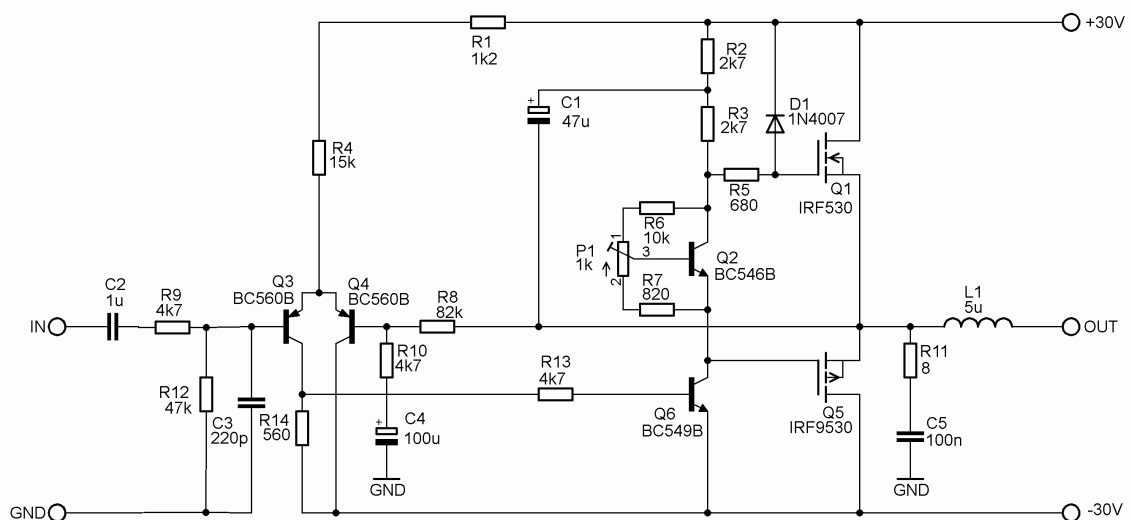 +30V
R1
1k2
R2
2k7
C1
47u
+
R3
2k7
D1
1N4007
R4
15k
R5
680
Q1
IRF530
R6
10k
P1
1k
1
3
2
Q2
BC546B
R7
820
C2
1u
R9
4k7
Q3
BC560B
Q4
BC560B
R8
82k
L1
5u
IN
OUT
R10
4k7
R11
8
R12
47k
C3
220p
R14
560
R13
4k7
+
C4
100u
Q6
BC549B
Q5
IRF9530
C5
100n
GND
GND
GND
-30V